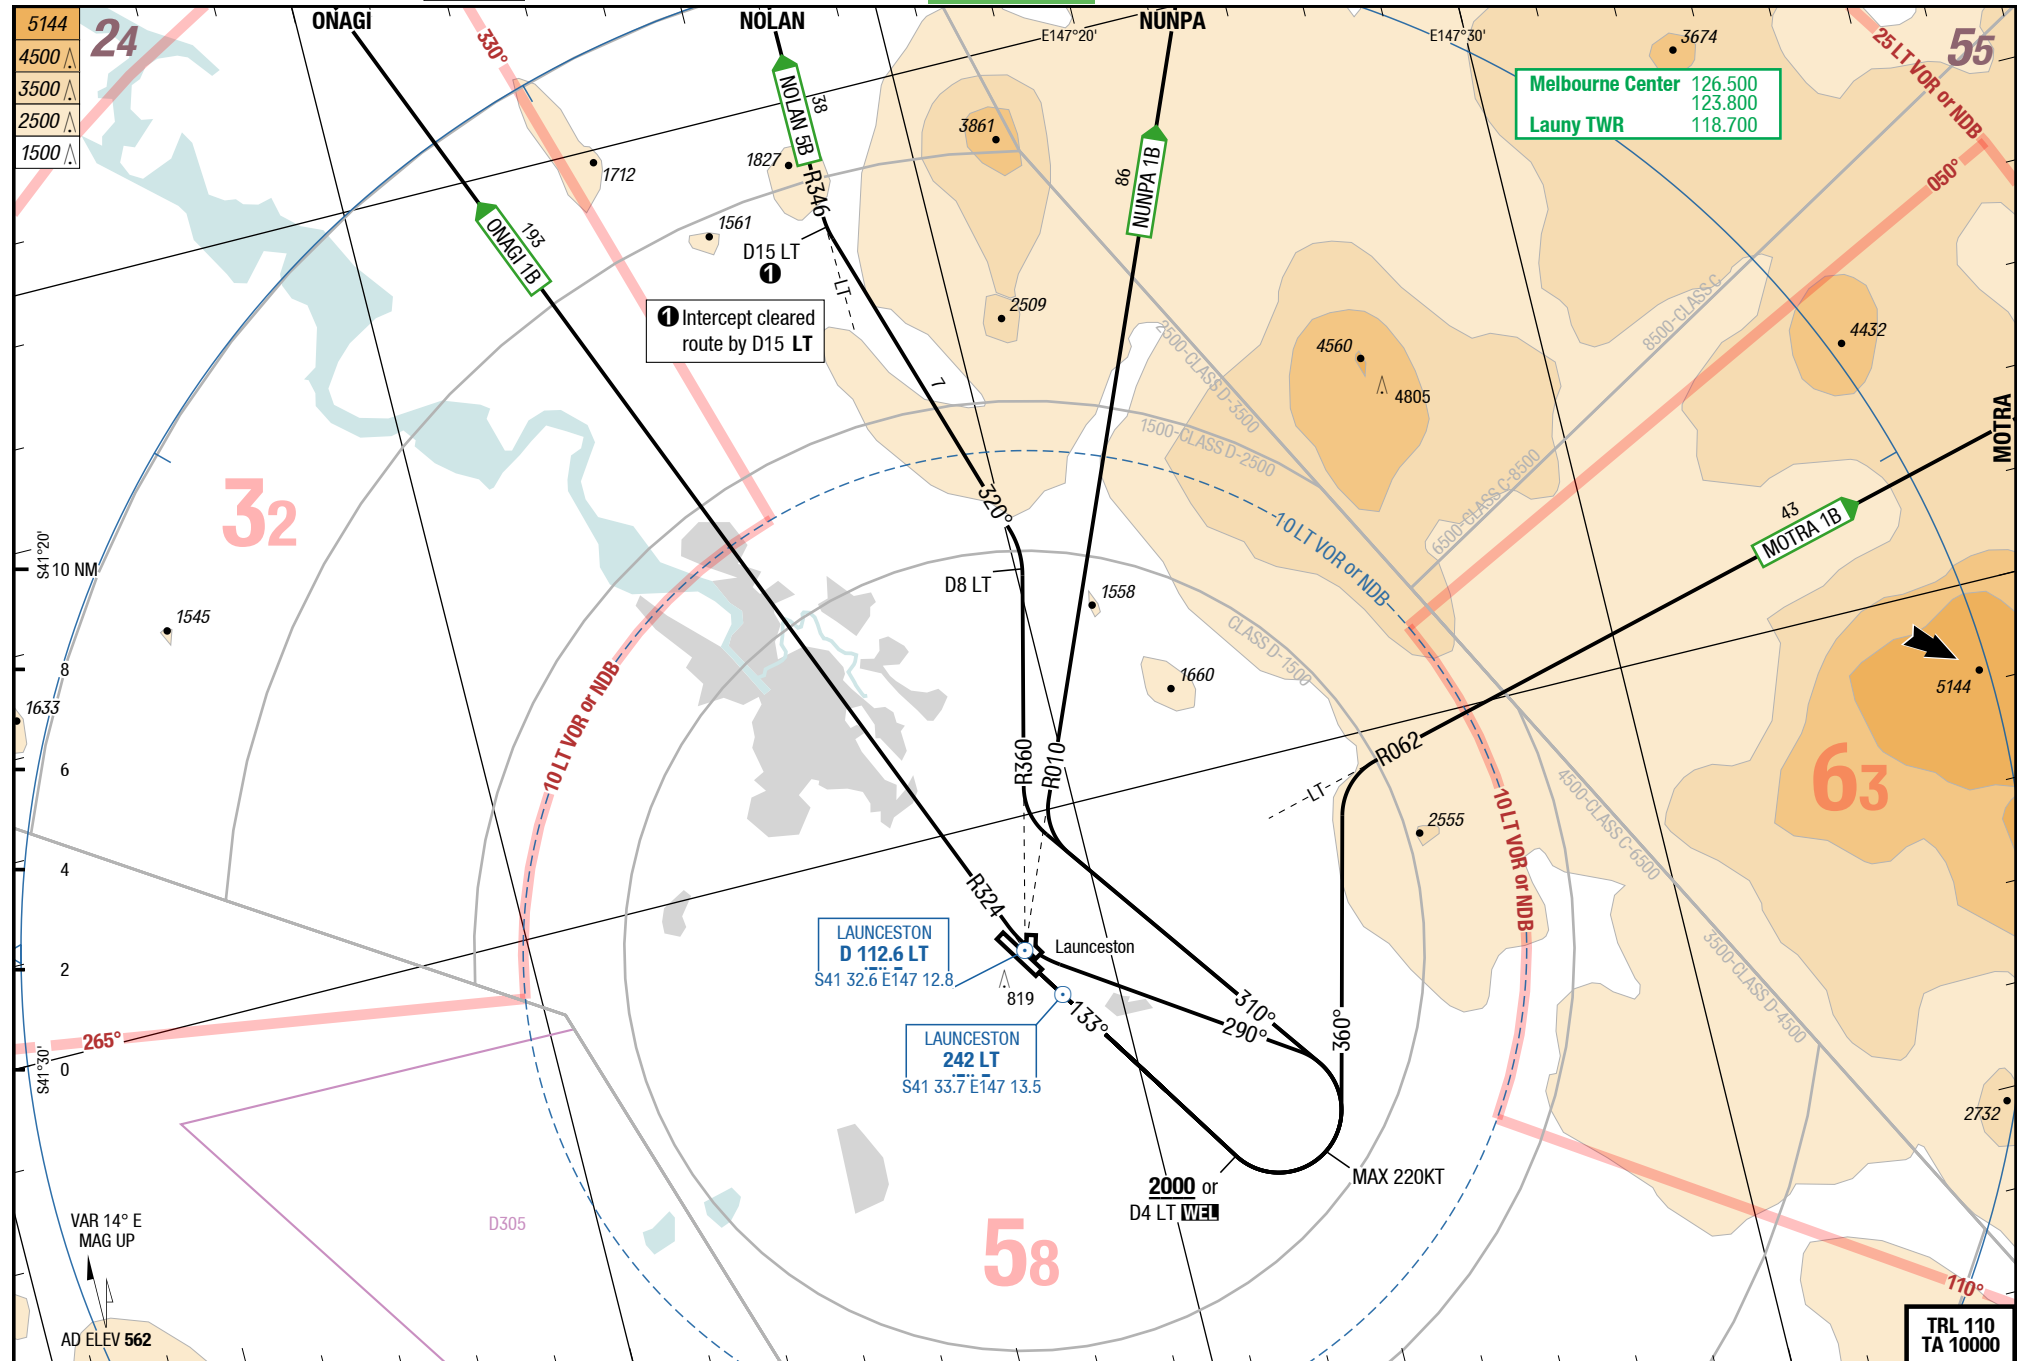 5144
4500
3500
2500
1500
24
ONAGI
330°
NOLAN
NUNPA
E147°20'
E147°30'
3674
55
25 LT VOR or NDB
Melbourne Center 126.500
123.800
Launy TWR 118.700
050°
NOLAN 5B
38
R346
1827
1712
1561
3861
86
NUNPA 1B
193
ONAGI 1B
D15 LT
1
LT
1 Intercept cleared
route by D15 LT
2509
7
2500-CLASS D-3500
8500-CLASS C
4560
4805
4432
MOTRA
1500-CLASS D-2500
6500-CLASS C-8500
32
320°
10 LT VOR or NDB
43
MOTRA 1B
S41°20'
10 NM
D8 LT
1558
1545
CLASS D-1500
8
1633
10 LT VOR or NDB
1660
5144
6
R360
R010
R062
LT
63
4500-CLASS C-6500
10 LT VOR or NDB
2555
4
R324
LAUNCESTON
D 112.6 LT
S41 32.6 E147 12.8
Launceston
3500-CLASS D-4500
2
819
133°
310°
290°
360°
265°
LAUNCESTON
242 LT
S41 33.7 E147 13.5
S41°30'
0
2732
2000 or
D4 LT WEL
MAX 220KT
VAR 14° E
MAG UP
D305
58
110°
AD ELEV 562
TRL 110
TA 10000